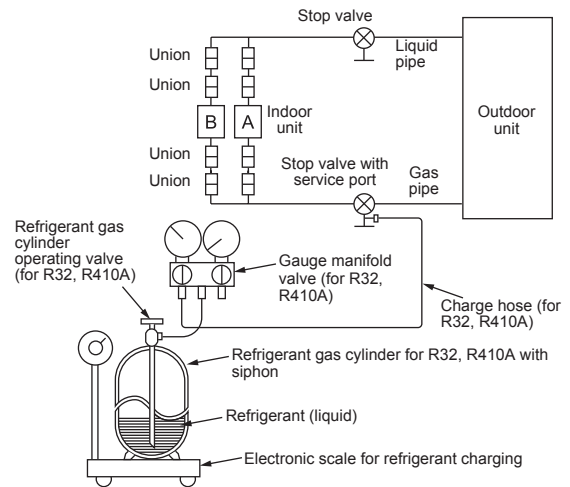 Stop valve
Liquid
pipe
Union
Union
B
A
Indoor
unit
Outdoor
unit
Union
Union
Stop valve with
service port
Gas
pipe
Refrigerant gas
cylinder
operating valve
(for R32, R410A)
Gauge manifold
valve (for R32,
R410A)
Charge hose (for
R32, R410A)
Refrigerant gas cylinder for R32, R410A with
siphon
Refrigerant (liquid)
Electronic scale for refrigerant charging